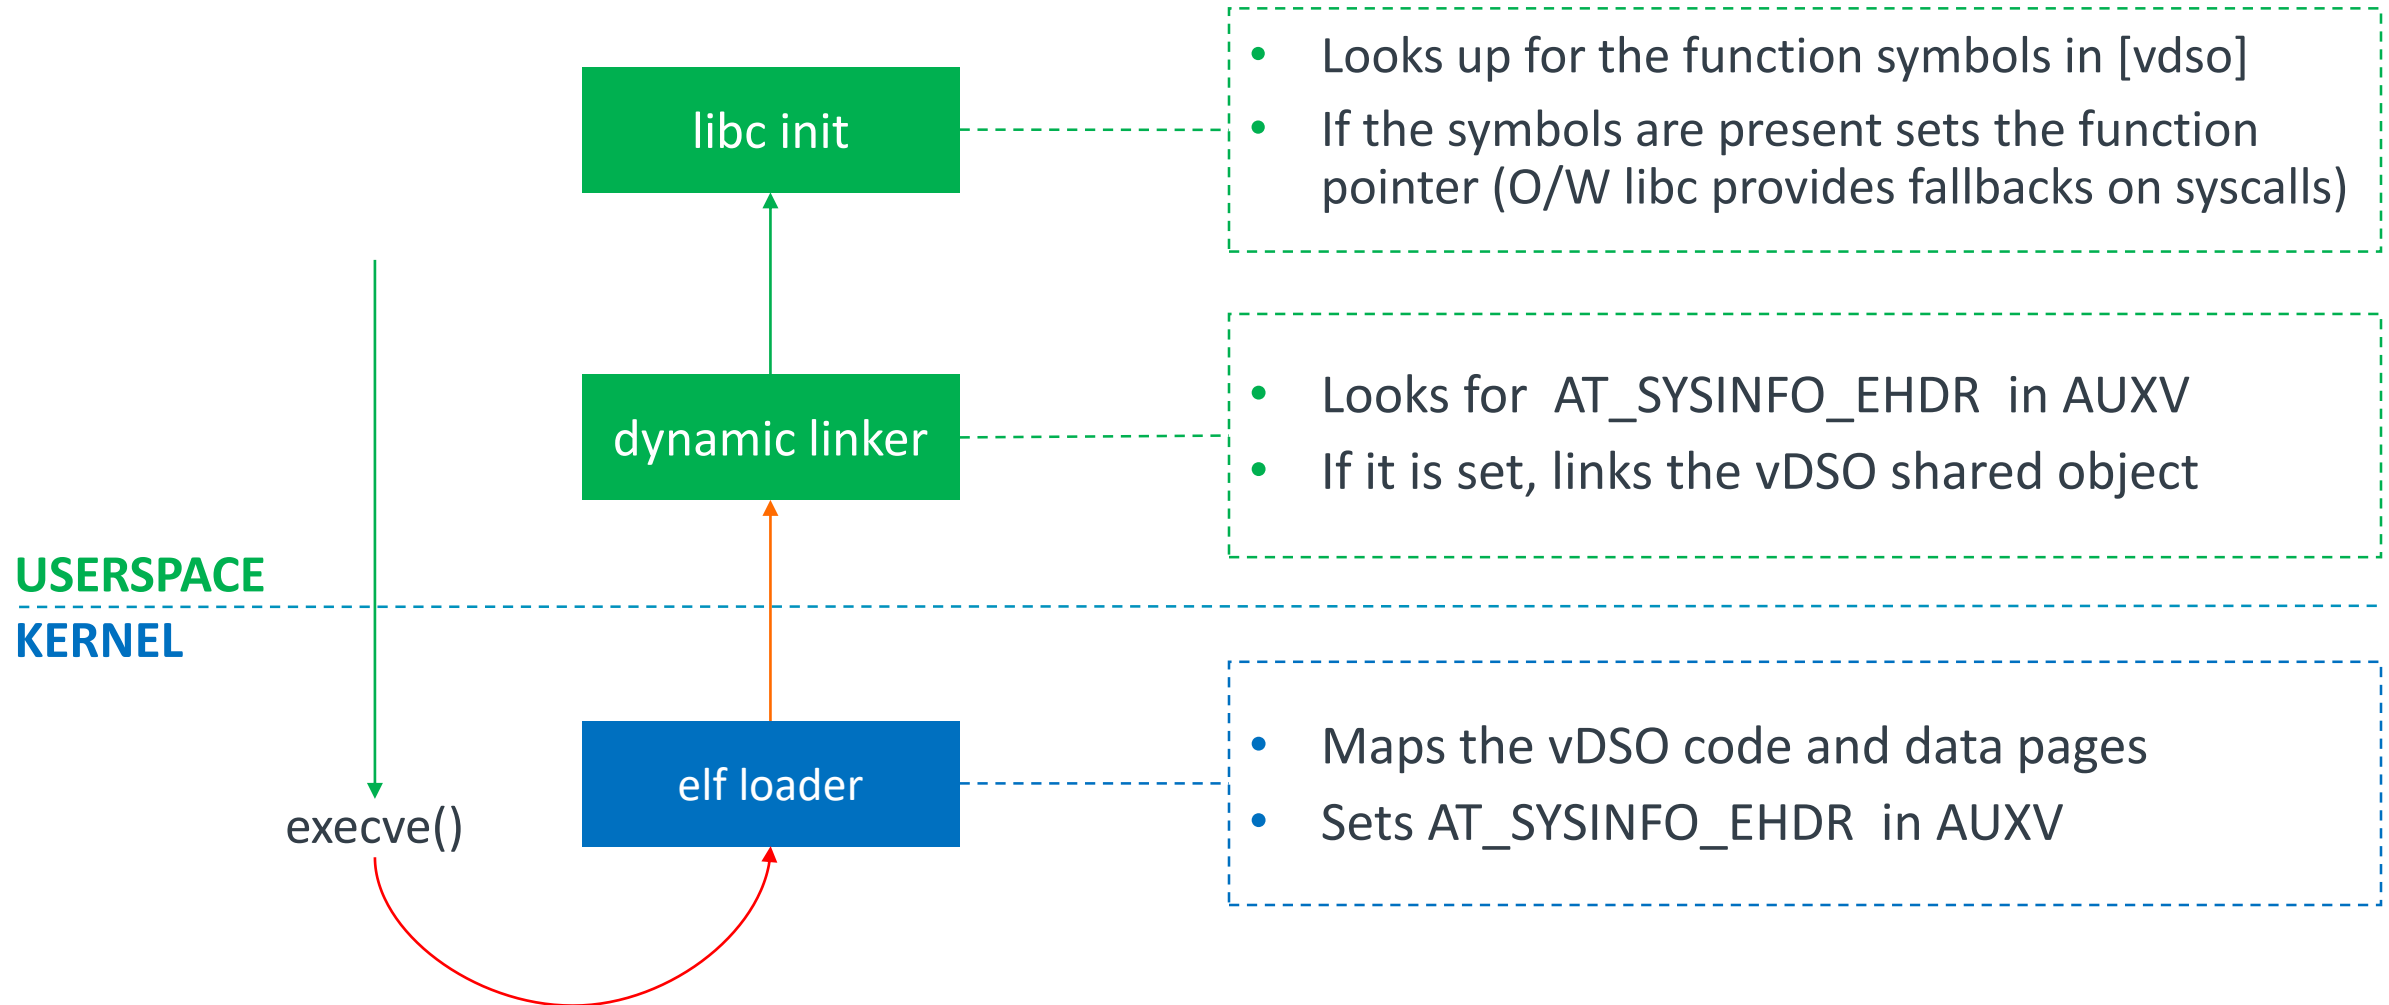 libc init
• Looks up for the function symbols in [vdso]
• If the symbols are present sets the function
pointer (O/W libc provides fallbacks on syscalls)
dynamic linker
• Looks for AT_SYSINFO_EHDR in AUXV
• If it is set, links the vDSO shared object
USERSPACE
KERNEL
execve()
elf loader
• Maps the vDSO code and data pages
• Sets AT_SYSINFO_EHDR in AUXV